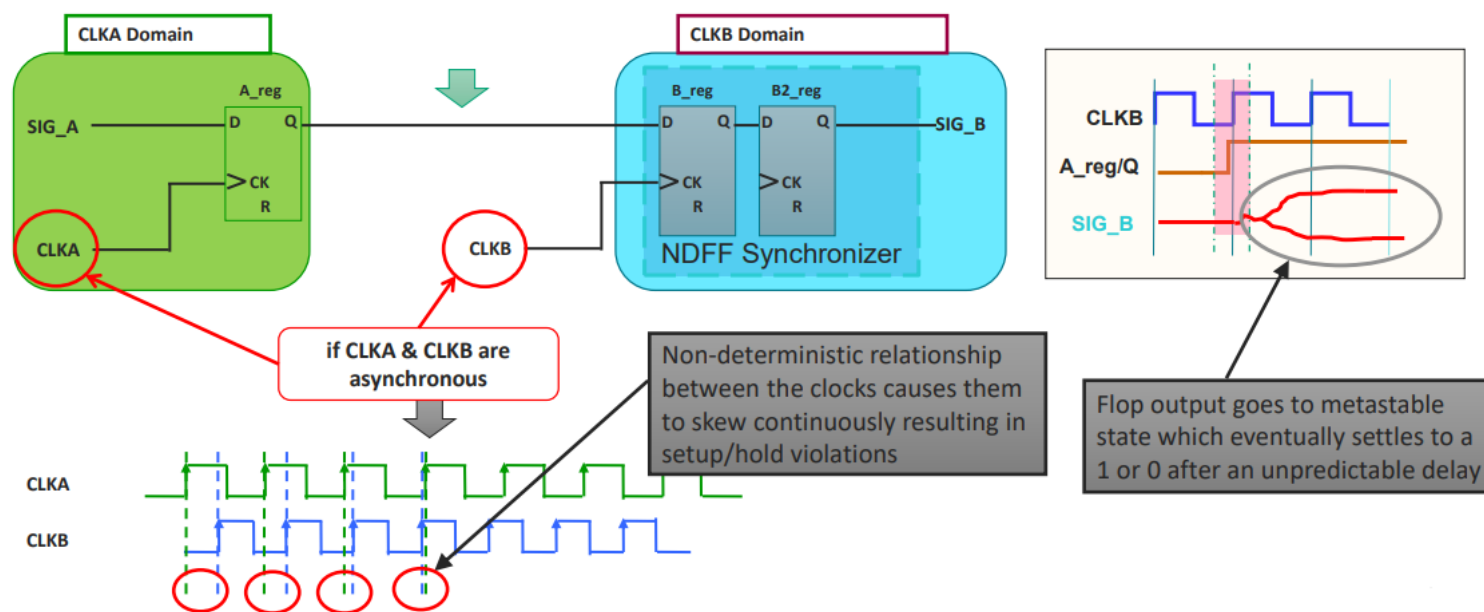 CLKA Domain
CLKB Domain
A_reg
B_reg
B2_reg
SIG_A
D
Q
D
Q
D
Q
SIG_B
CK
R
CK
R
CK
R
CLKA
CLKB
NDFF Synchronizer
CLKB
A_reg/Q
SIG_B
if CLKA & CLKB are
asynchronous
Non-deterministic relationship
between the clocks causes them
to skew continuously resulting in
setup/hold violations
Flop output goes to metastable
state which eventually settles to a
1 or 0 after an unpredictable delay
CLKA
CLKB